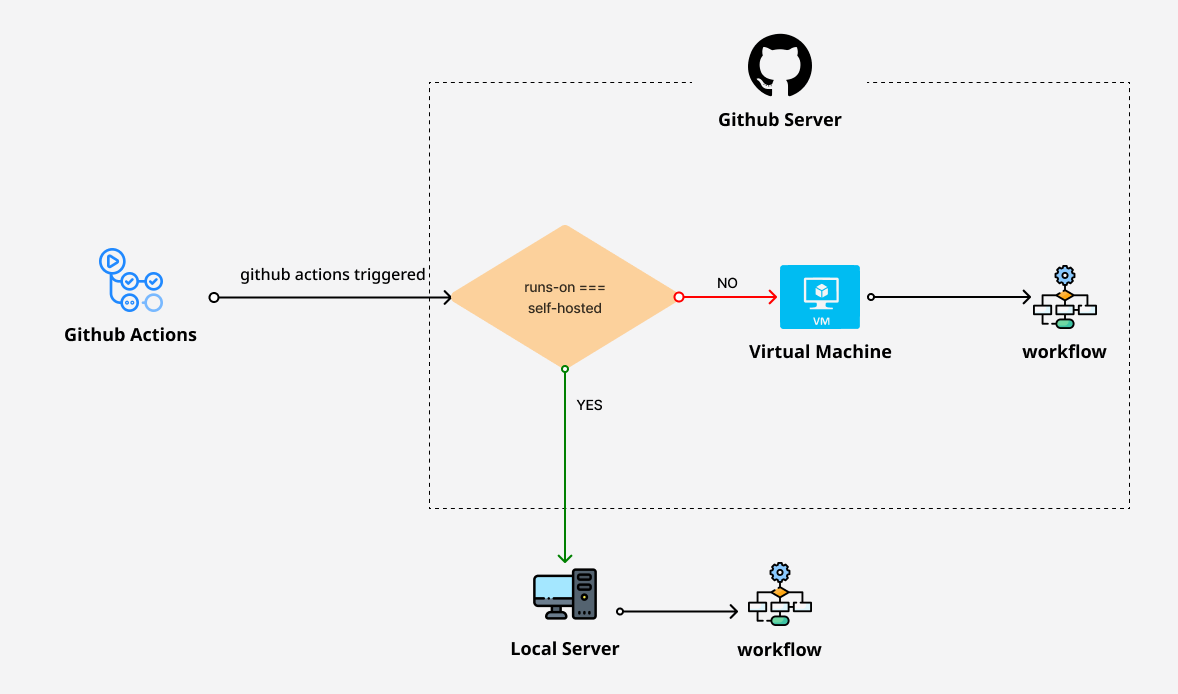 Github Server
github actions triggered
Github Actions
runs-on ===
self-hosted
NO
VM
Virtual Machine
workflow
YES
Local Server
workflow